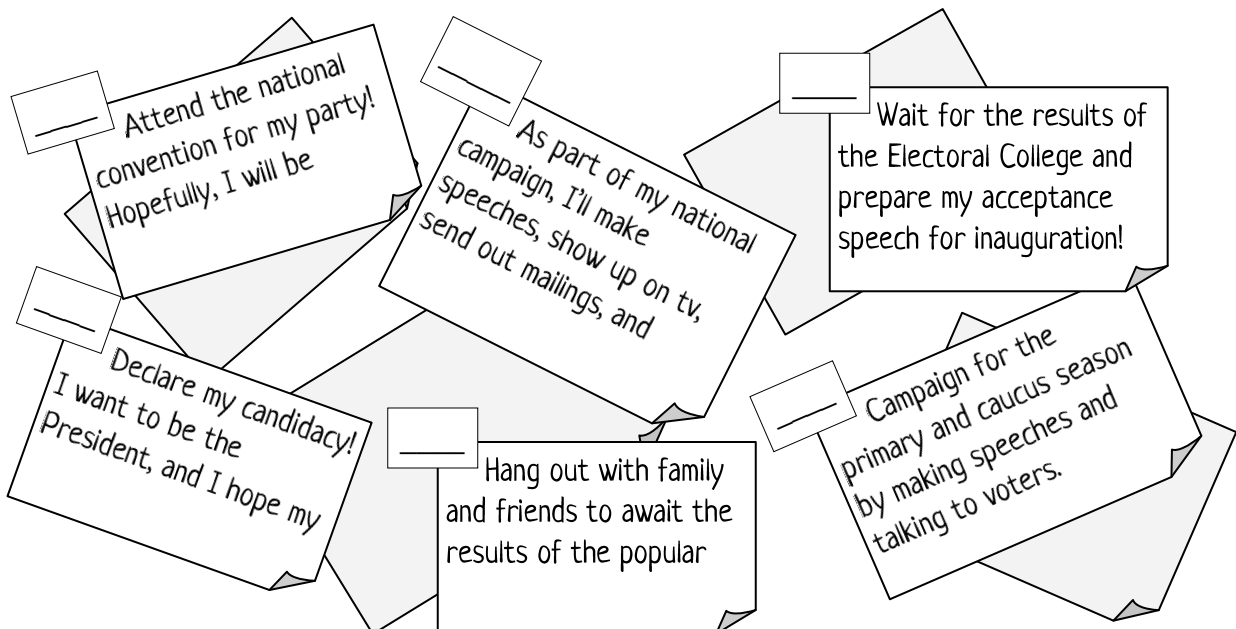 Attend the national
convention for my party!
Hopefully, I will be
As part of my national
campaign, I'll make
speeches, show up on tv,
send out mailings, and
Wait for the results of
the Electoral College and
prepare my acceptance
speech for inauguration!
Declare my candidacy!
I want to be the
President, and I hope my
Hang out with family
and friends to await the
results of the popular
Campaign for the
primary and caucus season
by making speeches and
talking to voters.